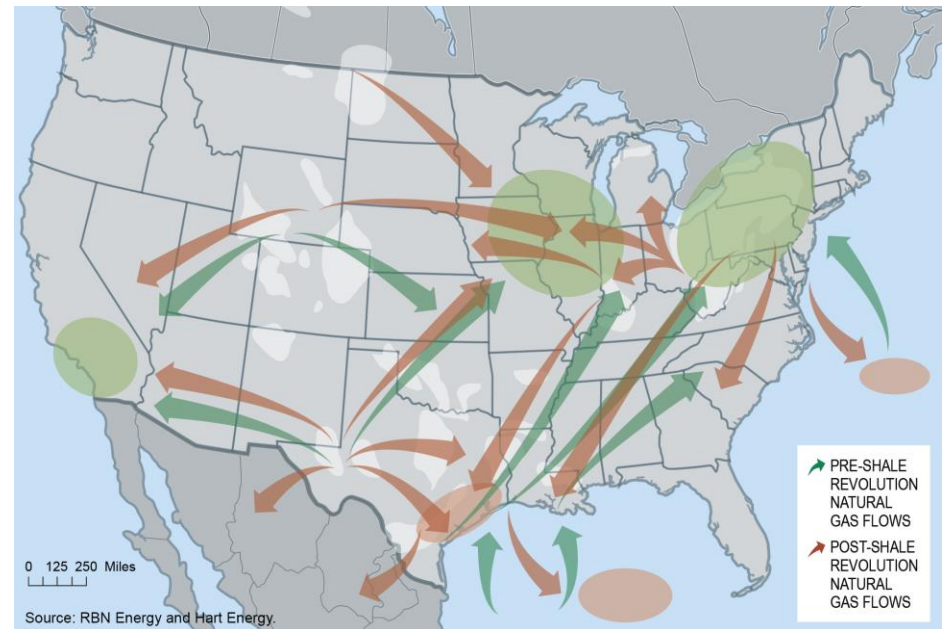 PRE-SHALE
REVOLUTION
NATURAL
GAS FLOWS
POST-SHALE
REVOLUTION
NATURAL
GAS FLOWS
0 125 250 Miles
Source: RBN Energy and Hart Energy.